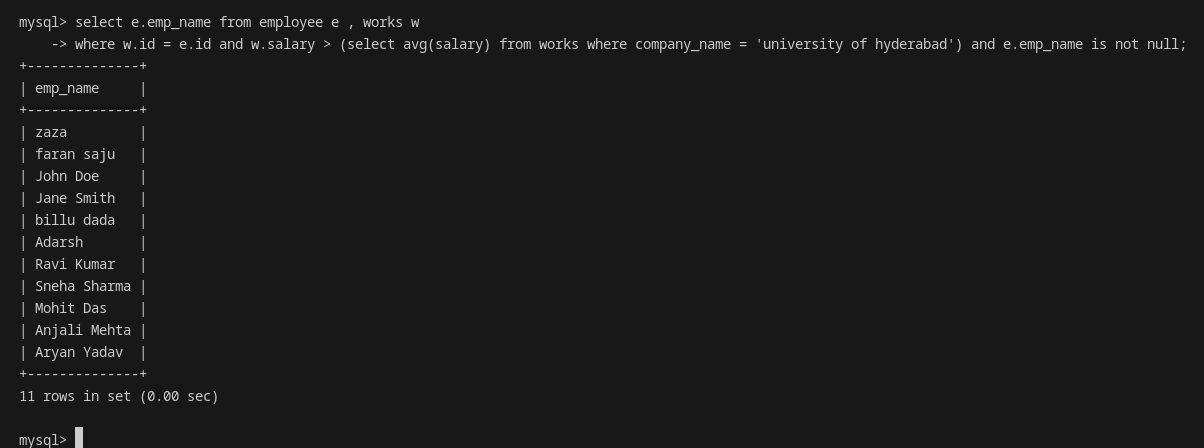 mysql> select e.emp_name from employee e , works w
    -> where w.id = e.id and w.salary > (select avg(salary) from works where company_name = 'university of hyderabad') and e.emp_name is not null;
+--------------+
| emp_name     |
+--------------+
| zaza         |
| faran saju   |
| John Doe     |
| Jane Smith   |
| billu dada   |
| Adarsh       |
| Ravi Kumar   |
| Sneha Sharma |
| Mohit Das    |
| Anjali Mehta |
| Aryan Yadav  |
+--------------+
11 rows in set (0.00 sec)

mysql>